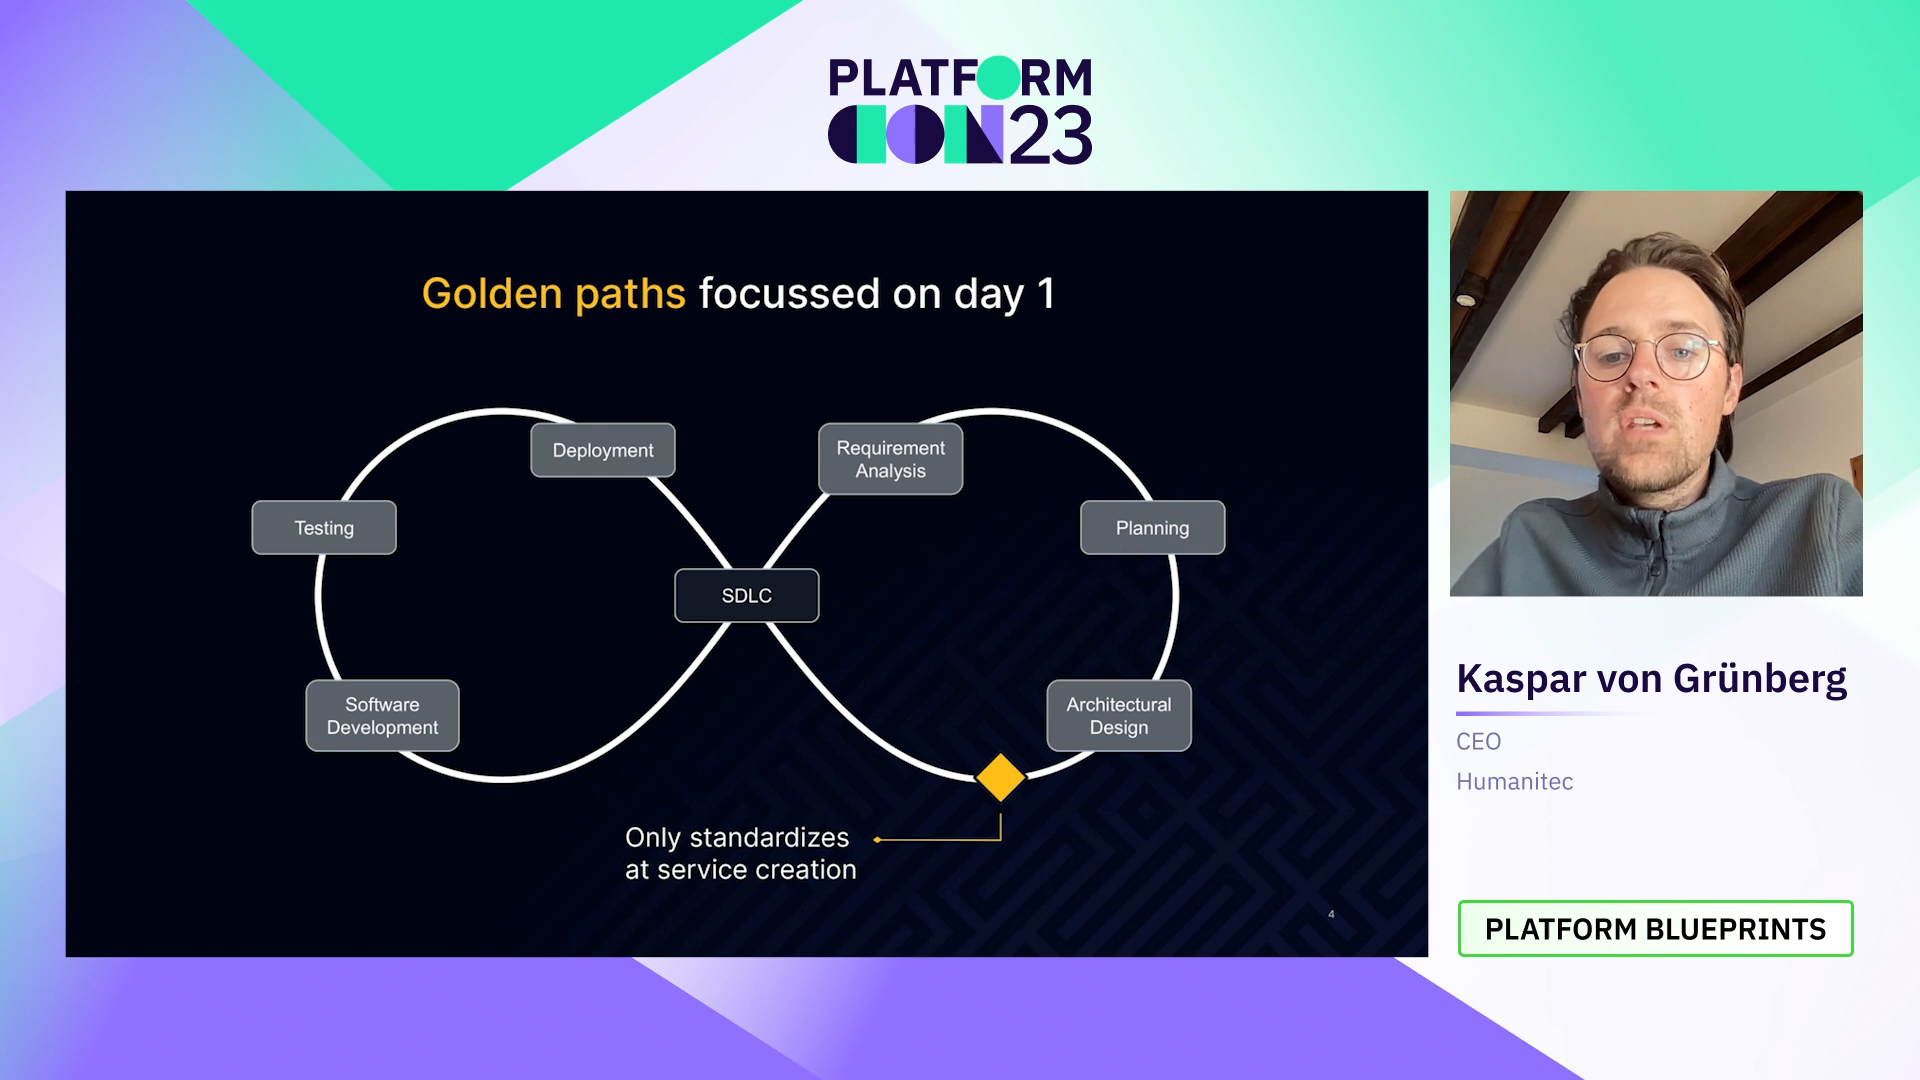 PLATFORM
CON23
Golden paths focussed on day 1
Deployment
Requirement
Analysis
Testing
Planning
SDLC
Software
Development
Architectural
Design
Only standardizes
at service creation
4
Kaspar von Grünberg
CEO
Humanitec
PLATFORM BLUEPRINTS